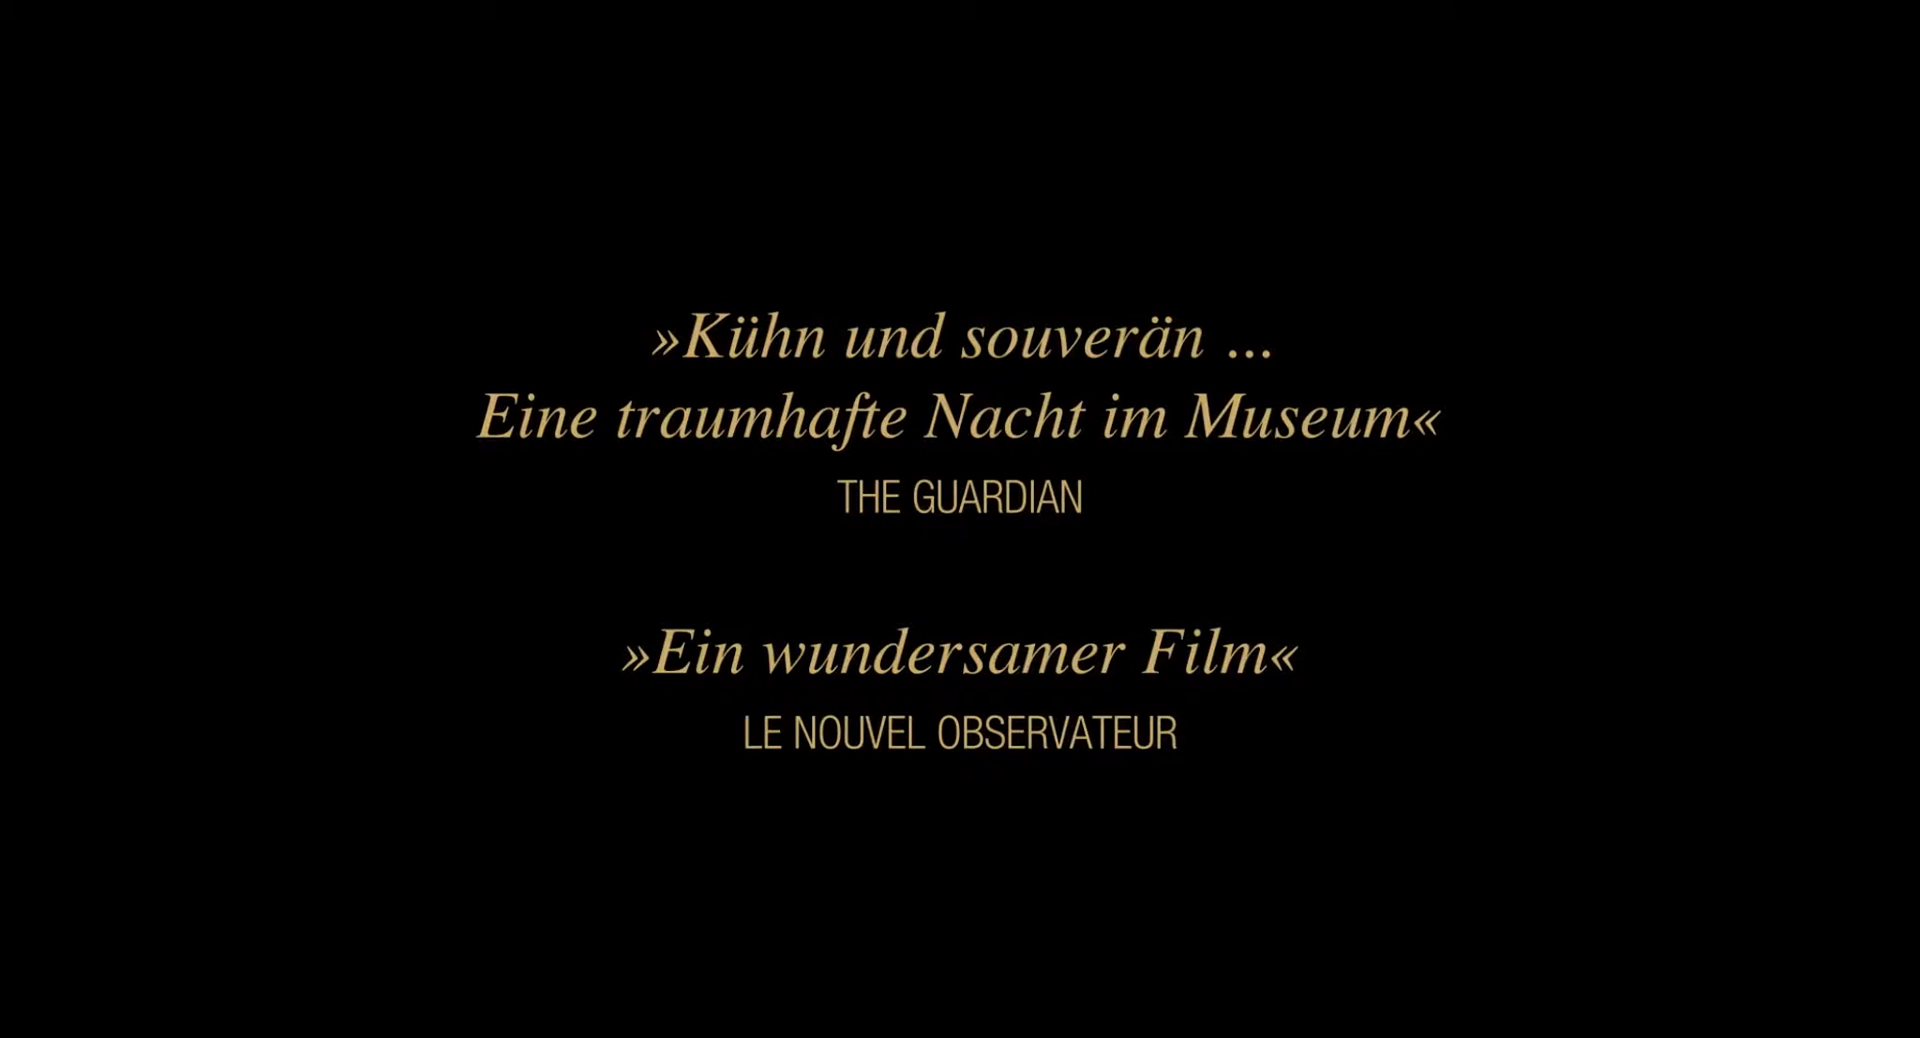 »Kühn und souverän ...
Eine traumhafte Nacht im Museum«
THE GUARDIAN
»Ein wundersamer Film«
LE NOUVEL OBSERVATEUR